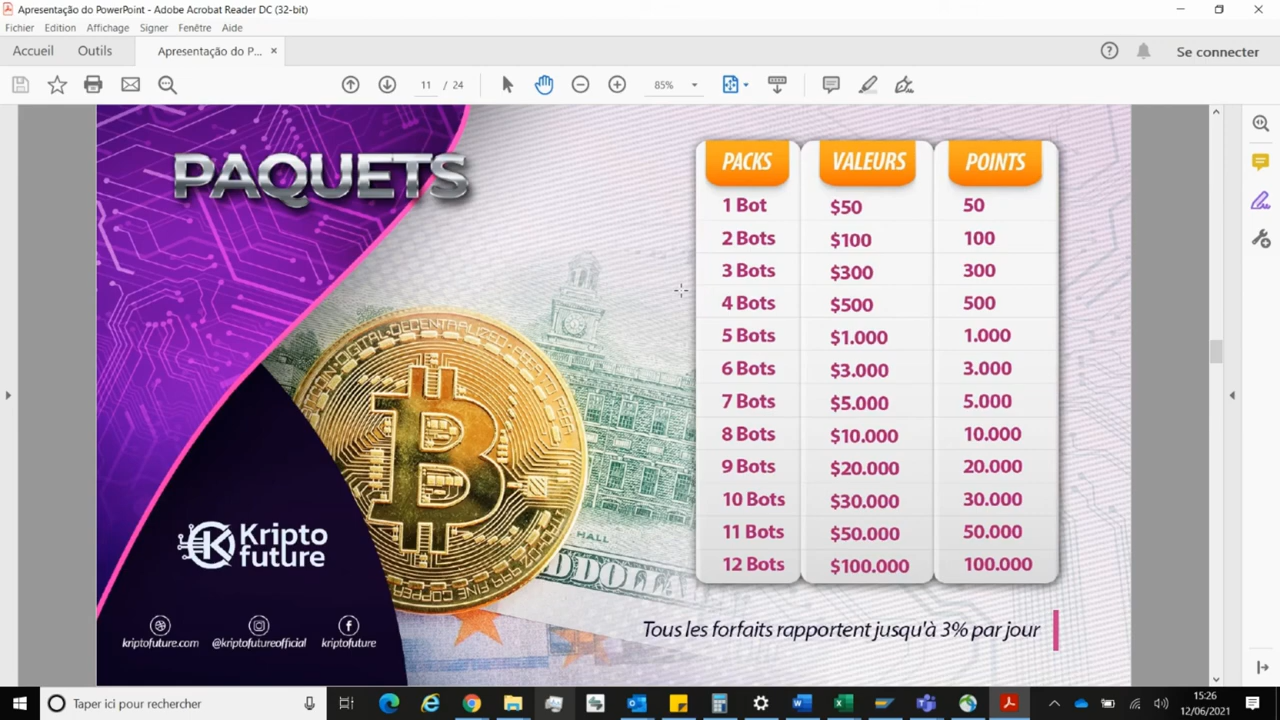 Apresentação do PowerPoint - Adobe Acrobat Reader DC (32-bit)
Fichier Edition Affichage Signer Fenêtre Aide
Accueil Outils Apresentação do P... × Se connecter
11 / 24 85%
PAQUETS
PACKS VALEURS POINTS
1 Bot $50 50
2 Bots $100 100
3 Bots $300 300
4 Bots $500 500
5 Bots $1.000 1.000
6 Bots $3.000 3.000
7 Bots $5.000 5.000
8 Bots $10.000 10.000
9 Bots $20.000 20.000
10 Bots $30.000 30.000
11 Bots $50.000 50.000
12 Bots $100.000 100.000
Tous les forfaits rapportent jusqu'à 3% par jour
HALL
Kripto
future
kriptofuture.com @kriptofutureofficial kriptofuture
Taper ici pour rechercher
15:26
12/06/2021